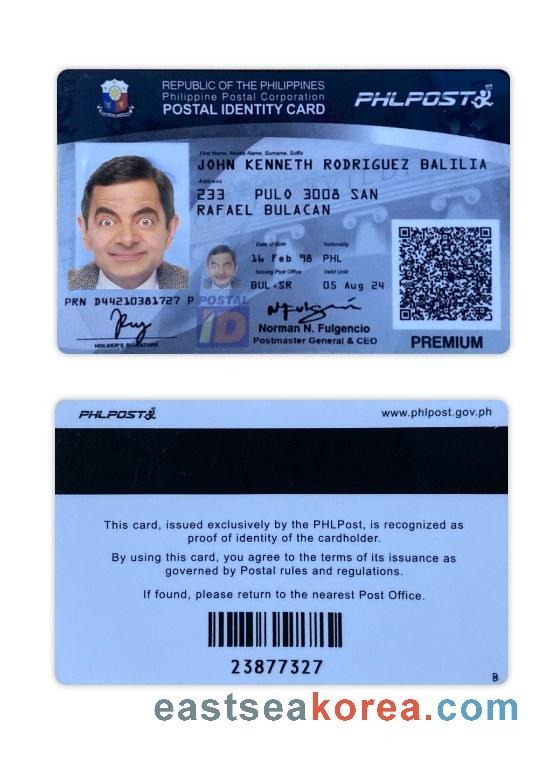 REPUBLIC OF THE PHILIPPINES
Philippine Postal Corporation
POSTAL IDENTITY CARD
PHLPOST
First Name, Middle Name, Surname, Suffix
JOHN KENNETH RODRIGUEZ BALILIA
Address
233 PULO 3008 SAN
RAFAEL BULACAN
Date of Birth Nationality
16 Feb 98 PHL
Issuing Post Office Valid Until
BUL-SR 05 Aug 24
PRN D44210381727 P
POSTAL
iD
HOLDER'S SIGNATURE
Norman N. Fulgencio
Postmaster General & CEO
PREMIUM
PHLPOST
www.phlpost.gov.ph
This card, issued exclusively by the PHLPost, is recognized as
proof of identity of the cardholder.
By using this card, you agree to the terms of its issuance as
governed by Postal rules and regulations.
If found, please return to the nearest Post Office.
23877327
B
eastseakorea.com